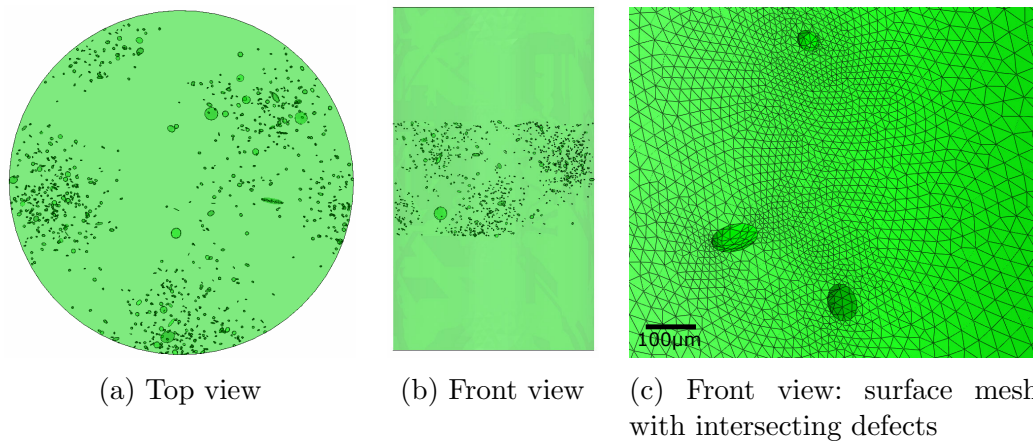 100μm
(a) Top view
(b) Front view
(c) Front view: surface mesh
with intersecting defects